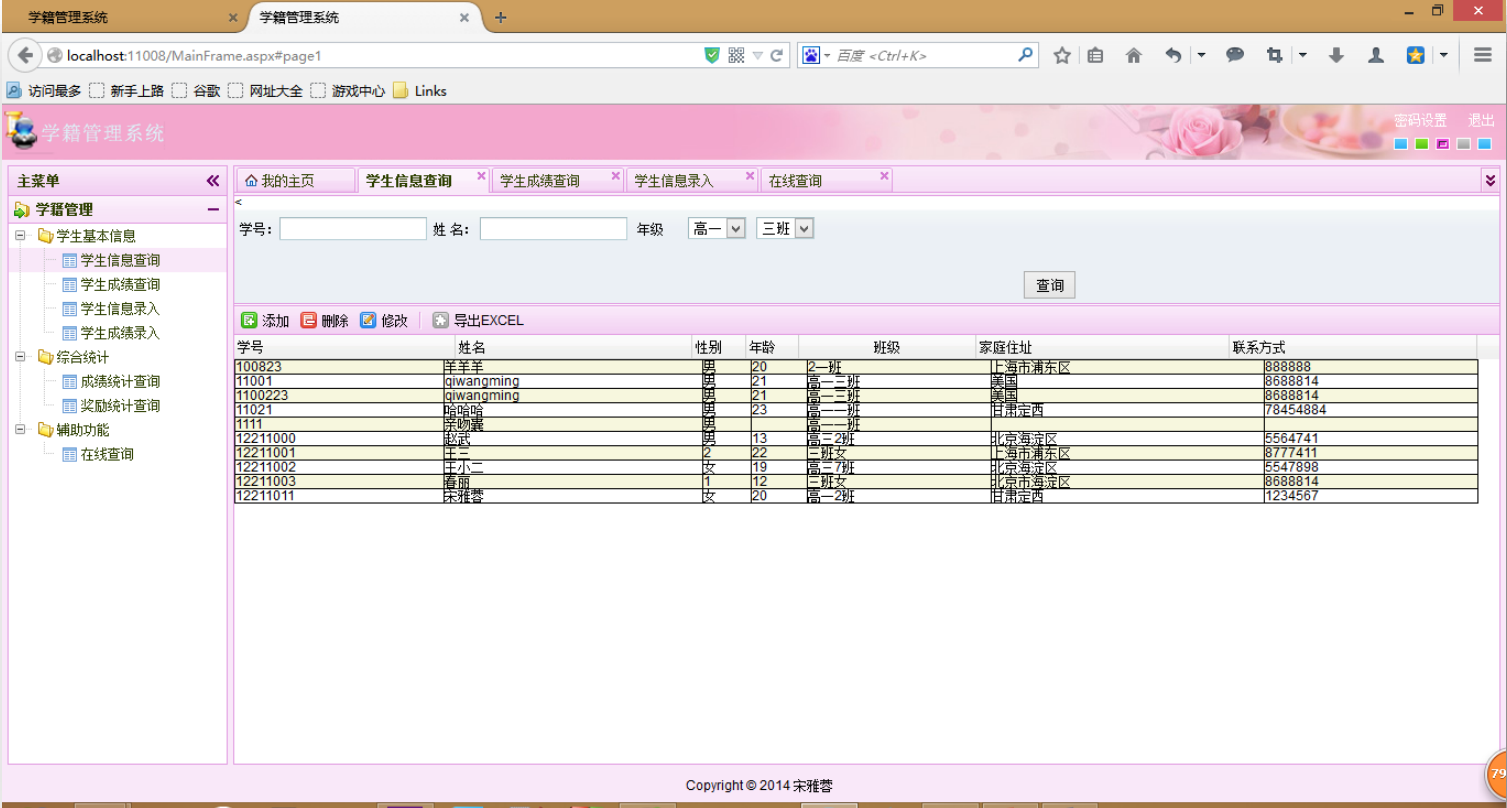 学籍管理系统 学籍管理系统
localhost:11008/MainFrame.aspx#page1 百度 <Ctrl+K>
访问最多 新手上路 谷歌 网址大全 游戏中心 Links
学籍管理系统 密码设置 退出
主菜单 我的主页 学生信息查询 学生成绩查询 学生信息录入 在线查询
学籍管理
<
学号: 姓 名: 年级 高一 三班
学生基本信息
学生信息查询
学生成绩查询
学生信息录入
学生成绩录入
综合统计
成绩统计查询
奖励统计查询
辅助功能
在线查询
查询
添加 删除 修改 导出EXCEL
学号 姓名 性别 年龄 班级 家庭住址 联系方式
100823 羊羊羊 男 20 2一班 上海市浦东区 888888
11001 qiwangming 男 21 高一三班 美国 8688814
1100223 qiwangming 男 21 高一三班 美国 8688814
11021 哈哈哈 男 23 高一一班 甘肃定西 78454884
1111 亲吻囊 男 高一一班
12211000 赵武 男 13 高三2班 北京海淀区 5564741
12211001 王三 2 22 三班女 上海市浦东区 8777411
12211002 王小二 女 19 高三7班 北京海淀区 5547898
12211003 春丽 1 12 三班女 北京市海淀区 8688814
12211011 宋雅蓉 女 20 高一2班 甘肃定西 1234567
79
Copyright © 2014 宋雅蓉